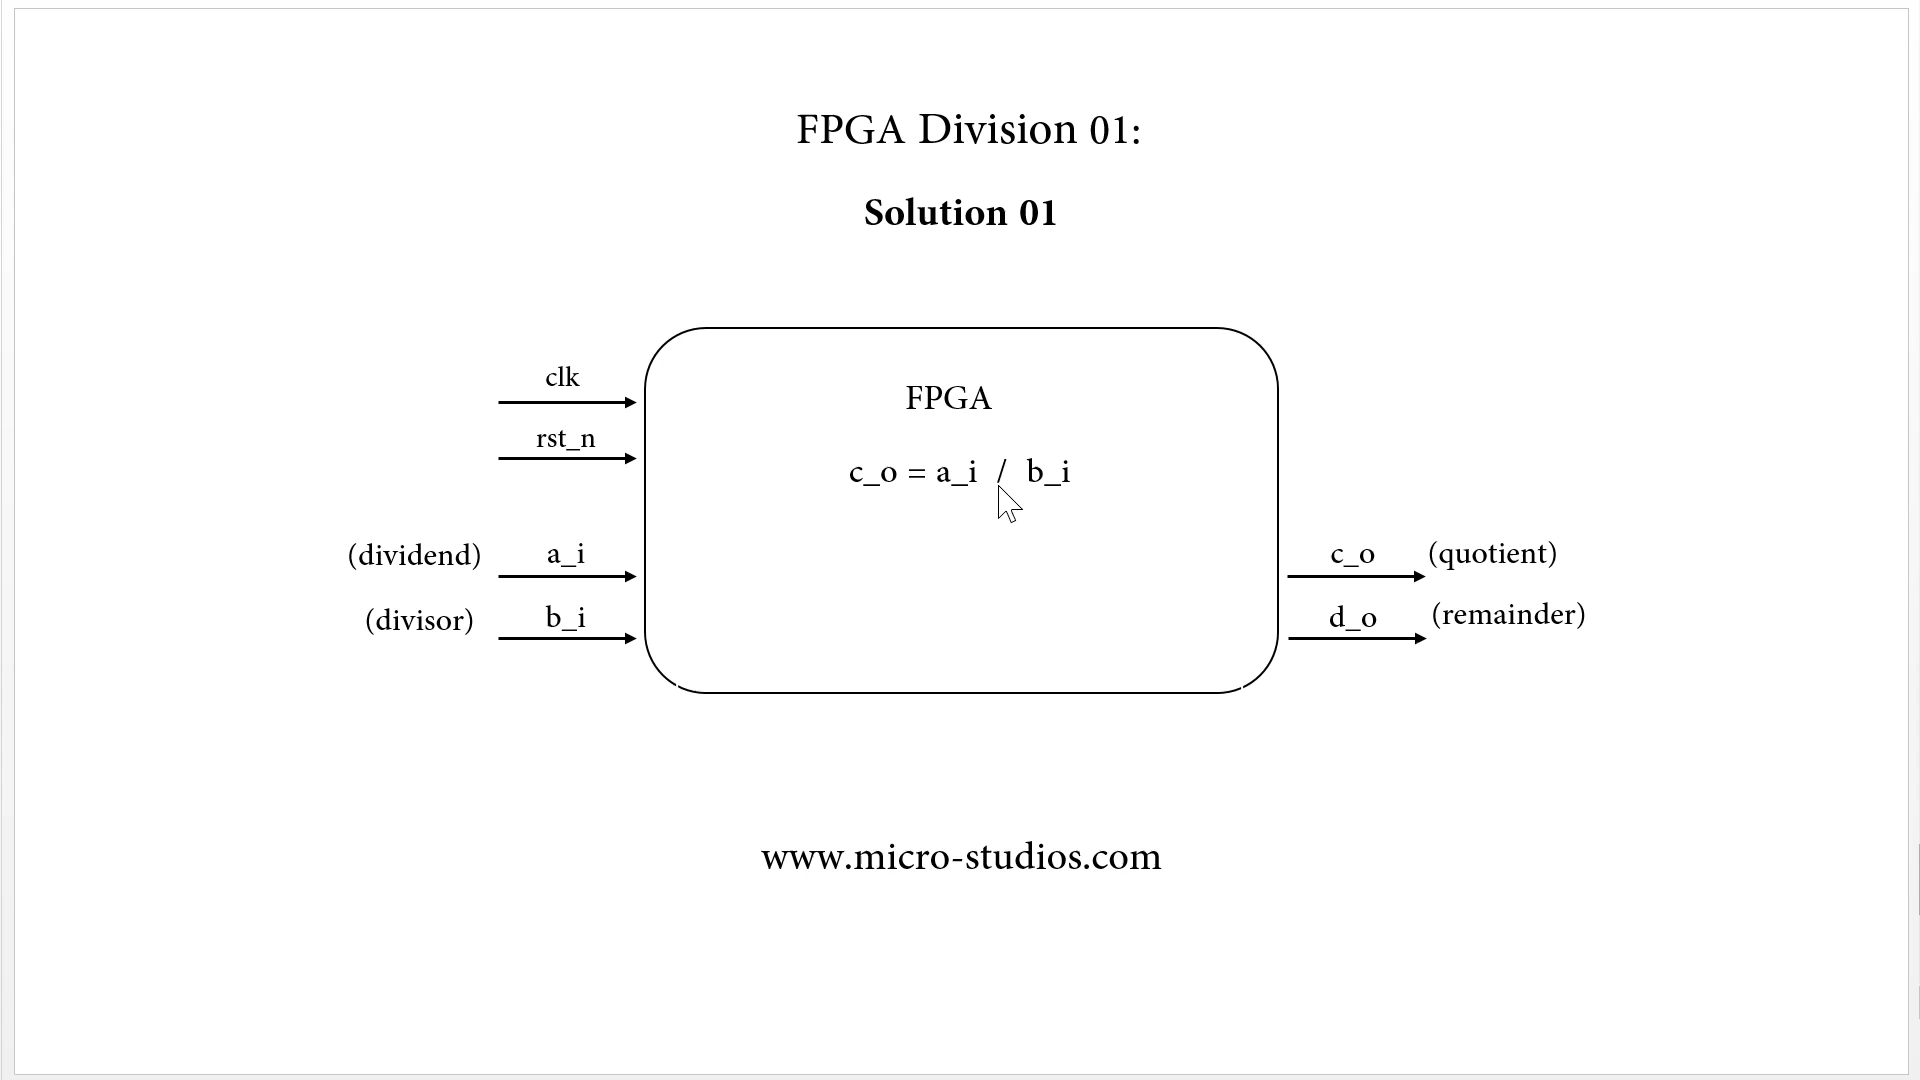 FPGA Division 01:
Solution 01
clk
FPGA
rst_n
c_o = a_i / b_i
(dividend) a_i
c_o (quotient)
(divisor) b_i
d_o (remainder)
www.micro-studios.com